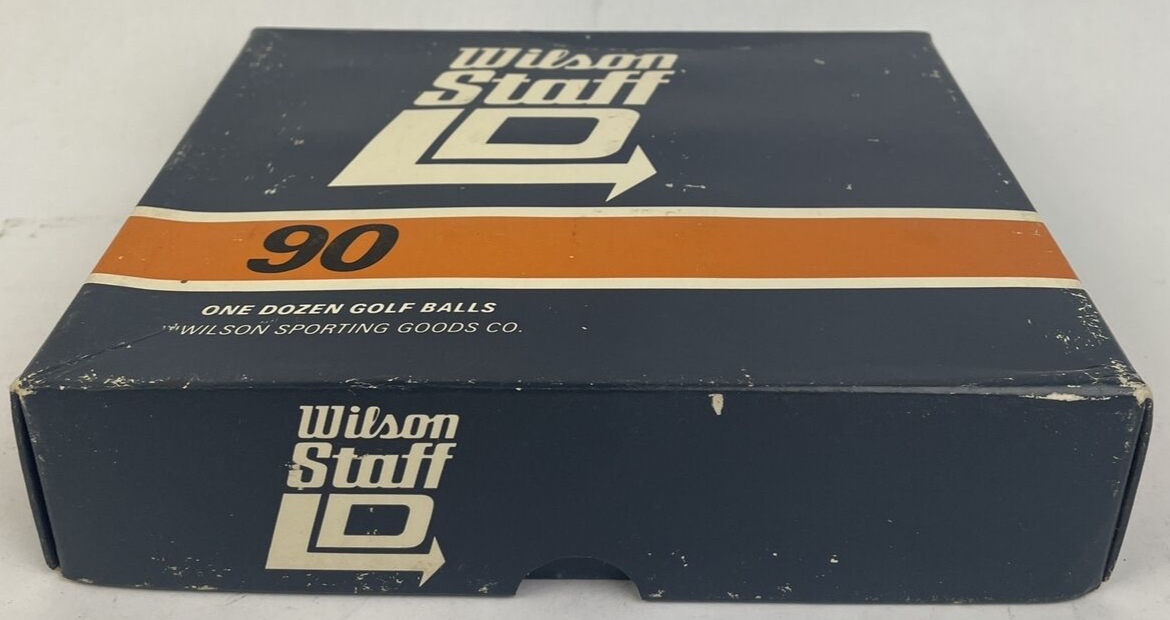 Wilson
Staff
LD
90
ONE DOZEN GOLF BALLS
WILSON SPORTING GOODS CO.
Wilson
Staff
LD